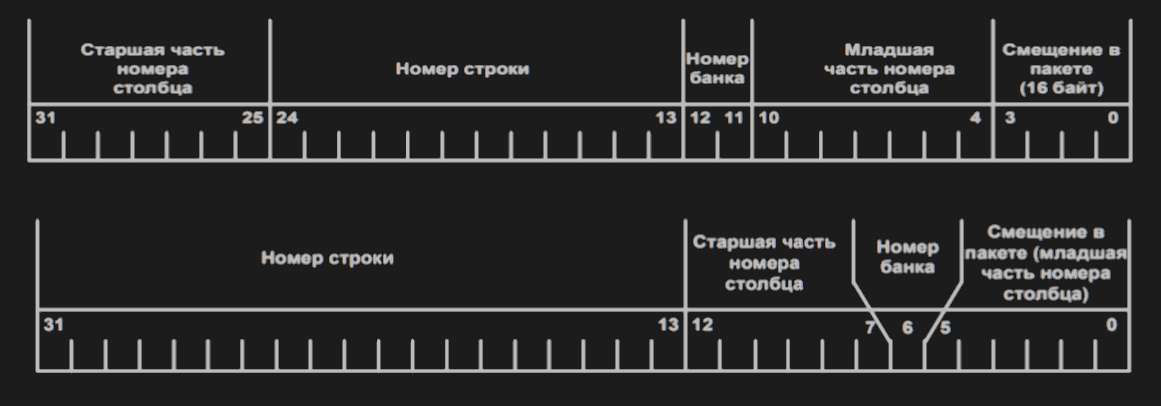 Старшая часть
номера
столбца
Номер строки
Номер
банка
Младшая
часть номера
столбца
Смещение в
пакете
(16 байт)
31 25 24 13 12 11 10 4 3 0
Номер строки
Старшая часть
номера
столбца
Номер
банка
Смещение в
пакете (младшая
часть номера
столбца)
31 13 12 7 6 5 0